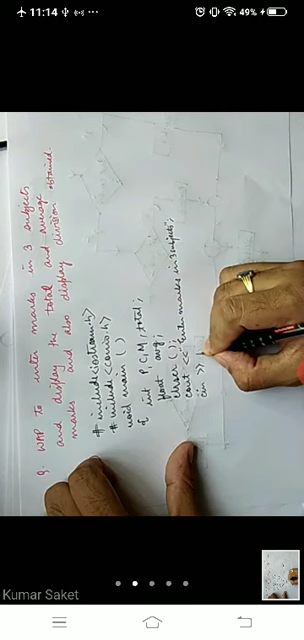 11:14
49%
Q. WAP to enter marks in 3 subjects
and display the total and average
marks and also display division obtained.
# include<iostream.h>
# include <conio.h>
void main ( )
{ int P, C, M, total;
float avg;
clrscr ( );
cout << "Enter marks in 3 subjects";
cin >>
Kumar Saket